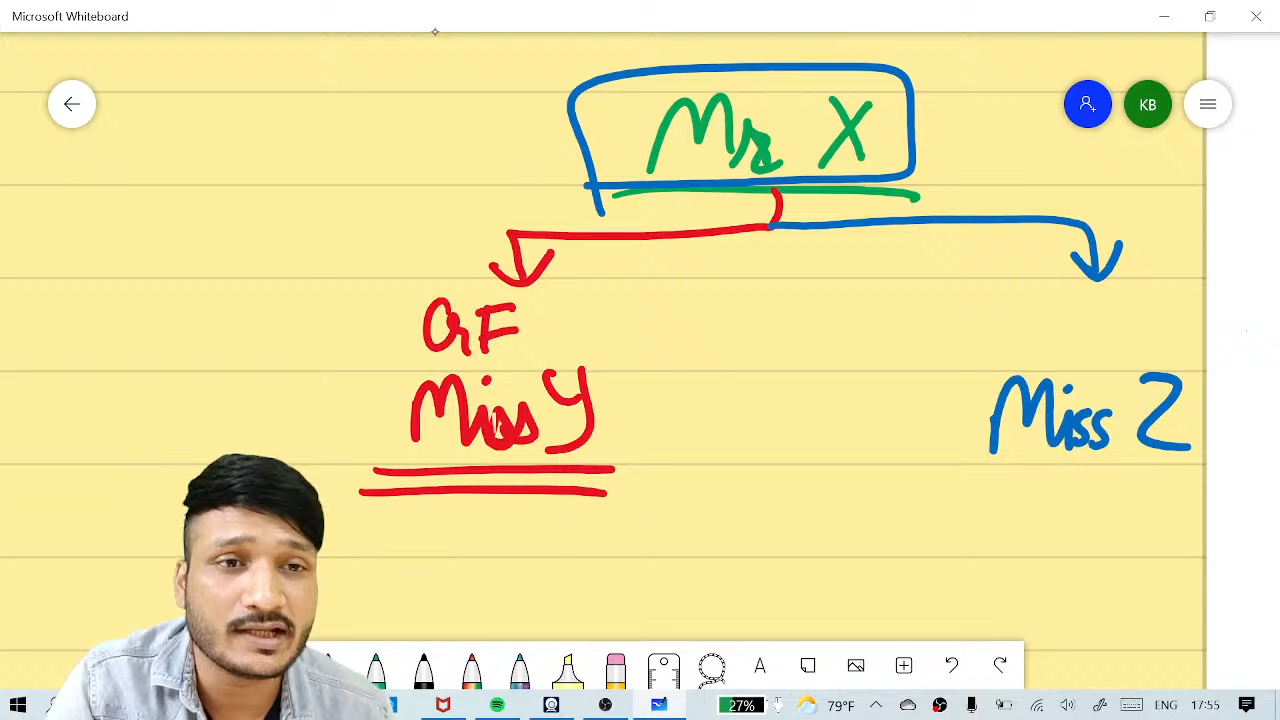 Microsoft Whiteboard
Mr X
KB
GF
Miss Y
Miss Z
27%
79°F
ENG
17:55